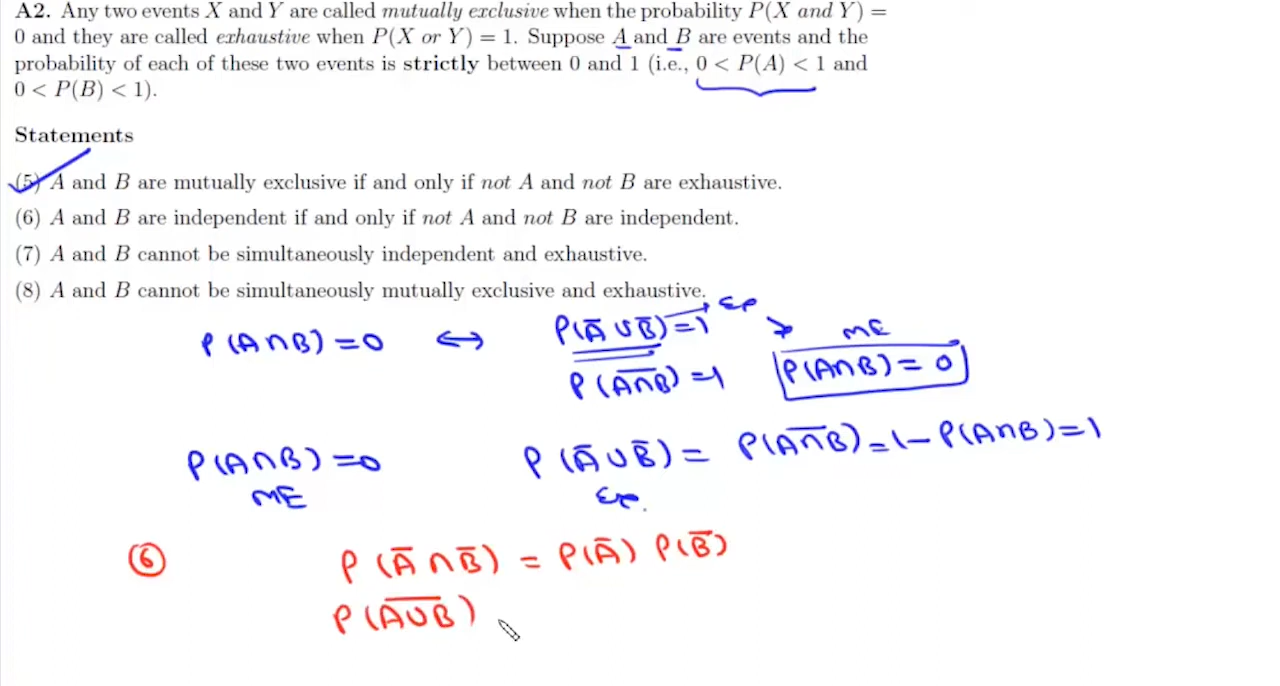 A2. Any two events X and Y are called mutually exclusive when the probability P(X and Y) =
0 and they are called exhaustive when P(X or Y) = 1. Suppose A and B are events and the
probability of each of these two events is strictly between 0 and 1 (i.e., 0 < P(A) < 1 and
0 < P(B) < 1).
Statements
(5) A and B are mutually exclusive if and only if not A and not B are exhaustive.
(6) A and B are independent if and only if not A and not B are independent.
(7) A and B cannot be simultaneously independent and exhaustive.
(8) A and B cannot be simultaneously mutually exclusive and exhaustive.
P(A∩B)=0 ↔ P(A̅∪B̅)=1 → Exp ME
P(A̅∩̅B̅)=1 P(A∩B)=0
P(A∩B)=0 P(A̅∪B̅)= P(A̅∩̅B̅)=1-P(A∩B)=1
ME Exp.
⑥ P(A̅∩B̅) = P(A̅) P(B̅)
P(A̅∪̅B̅)